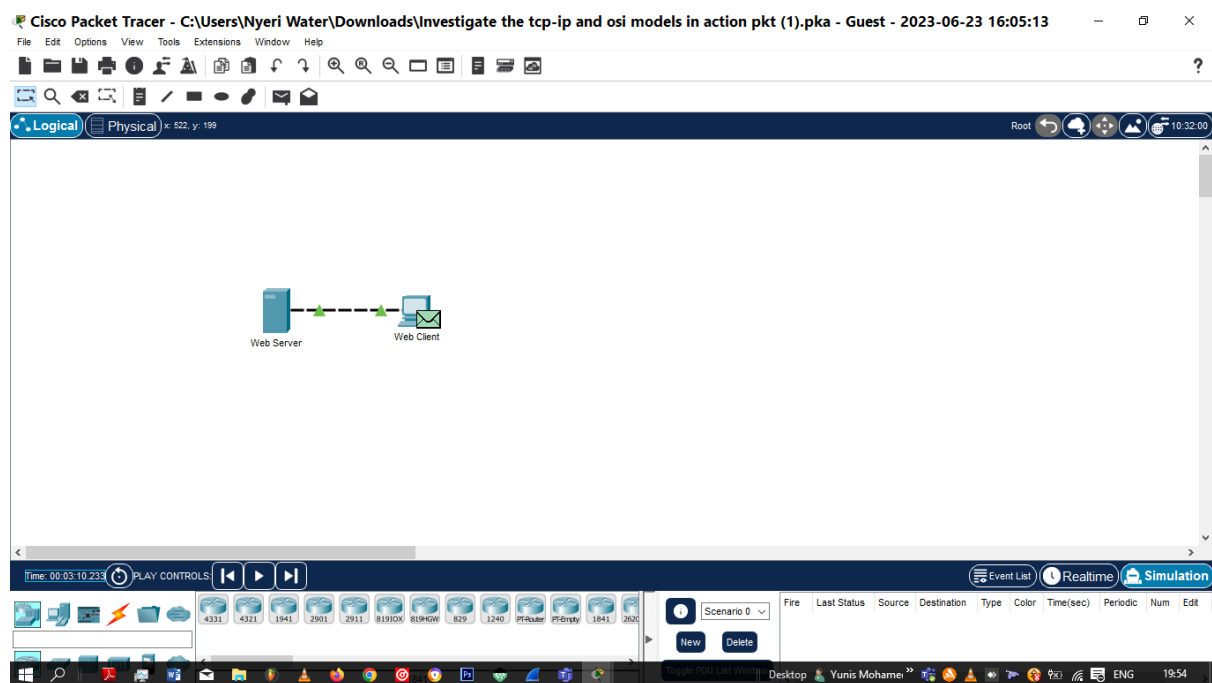 Cisco Packet Tracer - C:\Users\Nyeri Water\Downloads\Investigate the tcp-ip and osi models in action pkt (1).pka - Guest - 2023-06-23 16:05:13
File Edit Options View Tools Extensions Window Help
?
Logical Physical x: 522, y: 199 Root 10:32:00
Web Server
Web Client
Time: 00:03:10.233 PLAY CONTROLS: Event List Realtime Simulation
4331 4321 1941 2901 2911 819IOX 819HGW 829 1240 PT-Router PT-Empty 1841 2620
Scenario 0
Fire Last Status Source Destination Type Color Time(sec) Periodic Num Edit
New Delete
Toggle PDU List Window
Desktop Yunis Mohame ENG 19:54